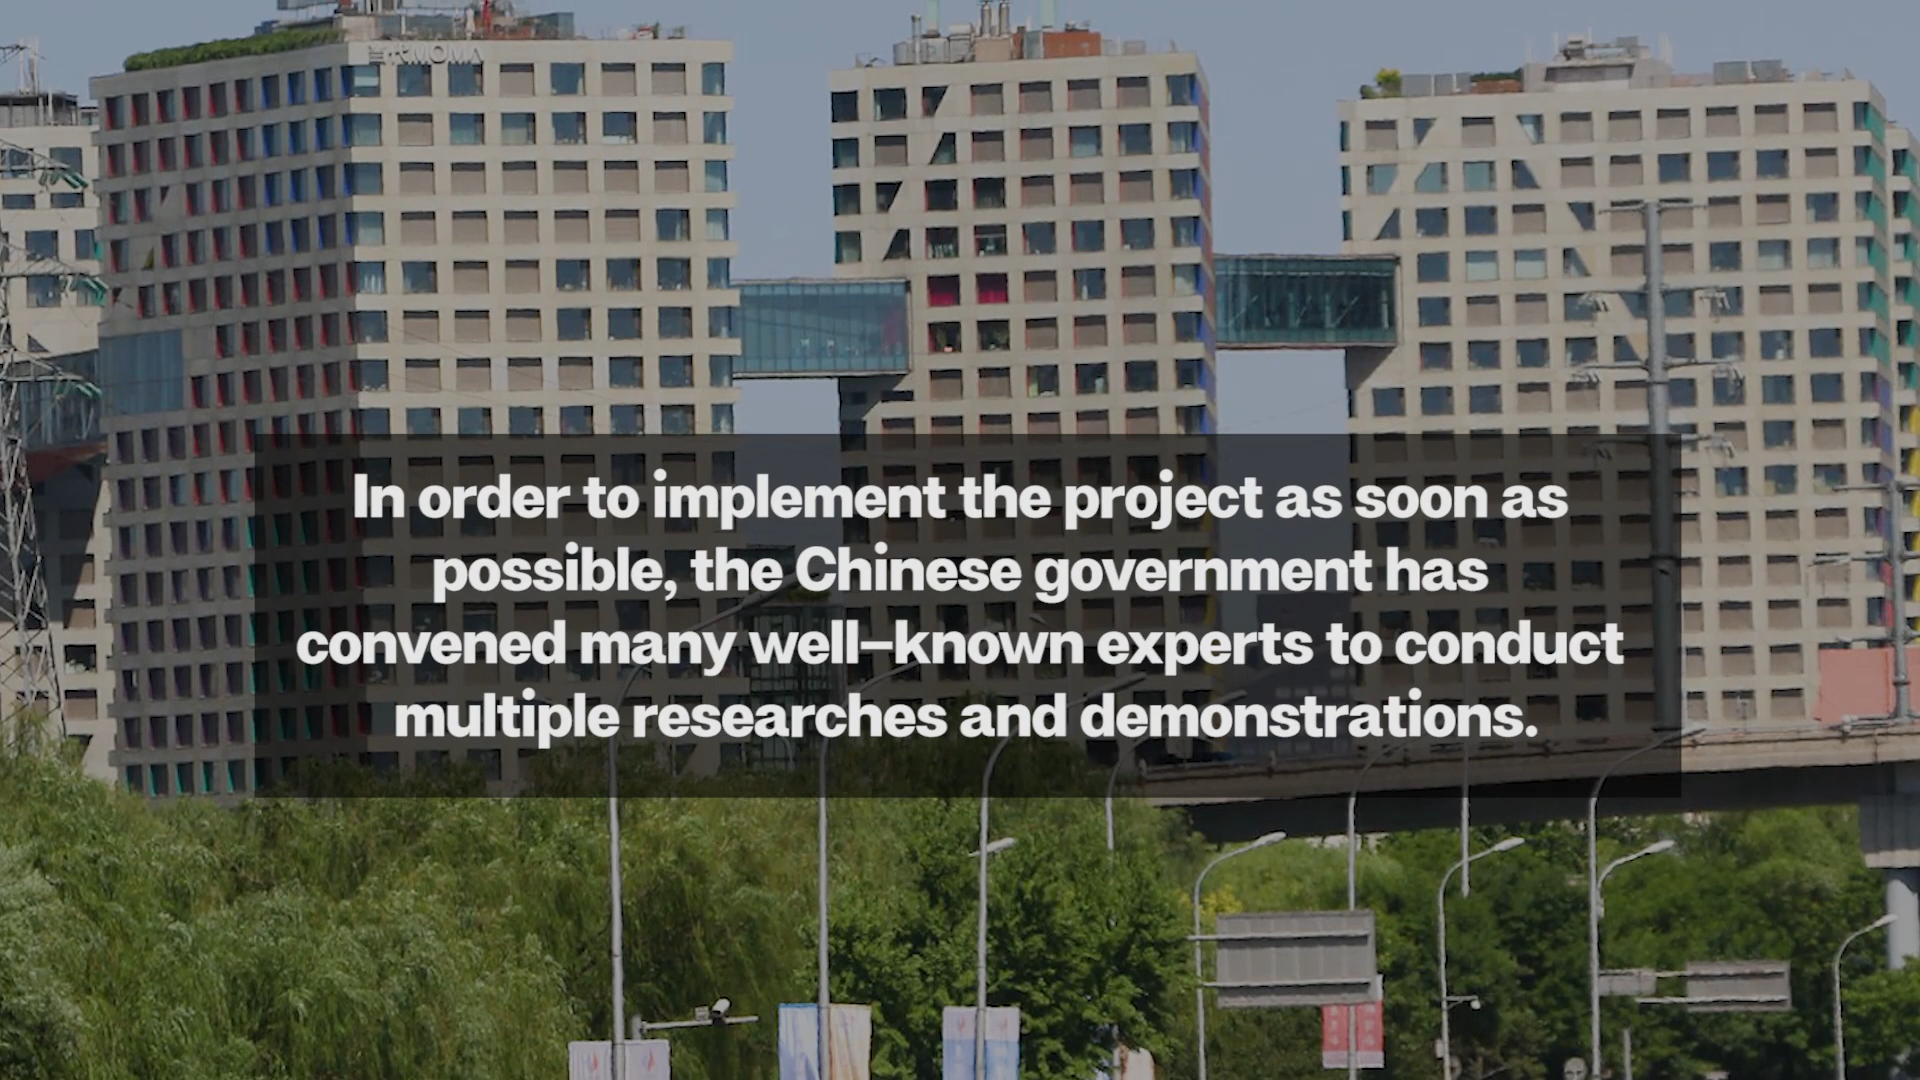 In order to implement the project as soon as
possible, the Chinese government has
convened many well–known experts to conduct
multiple researches and demonstrations.